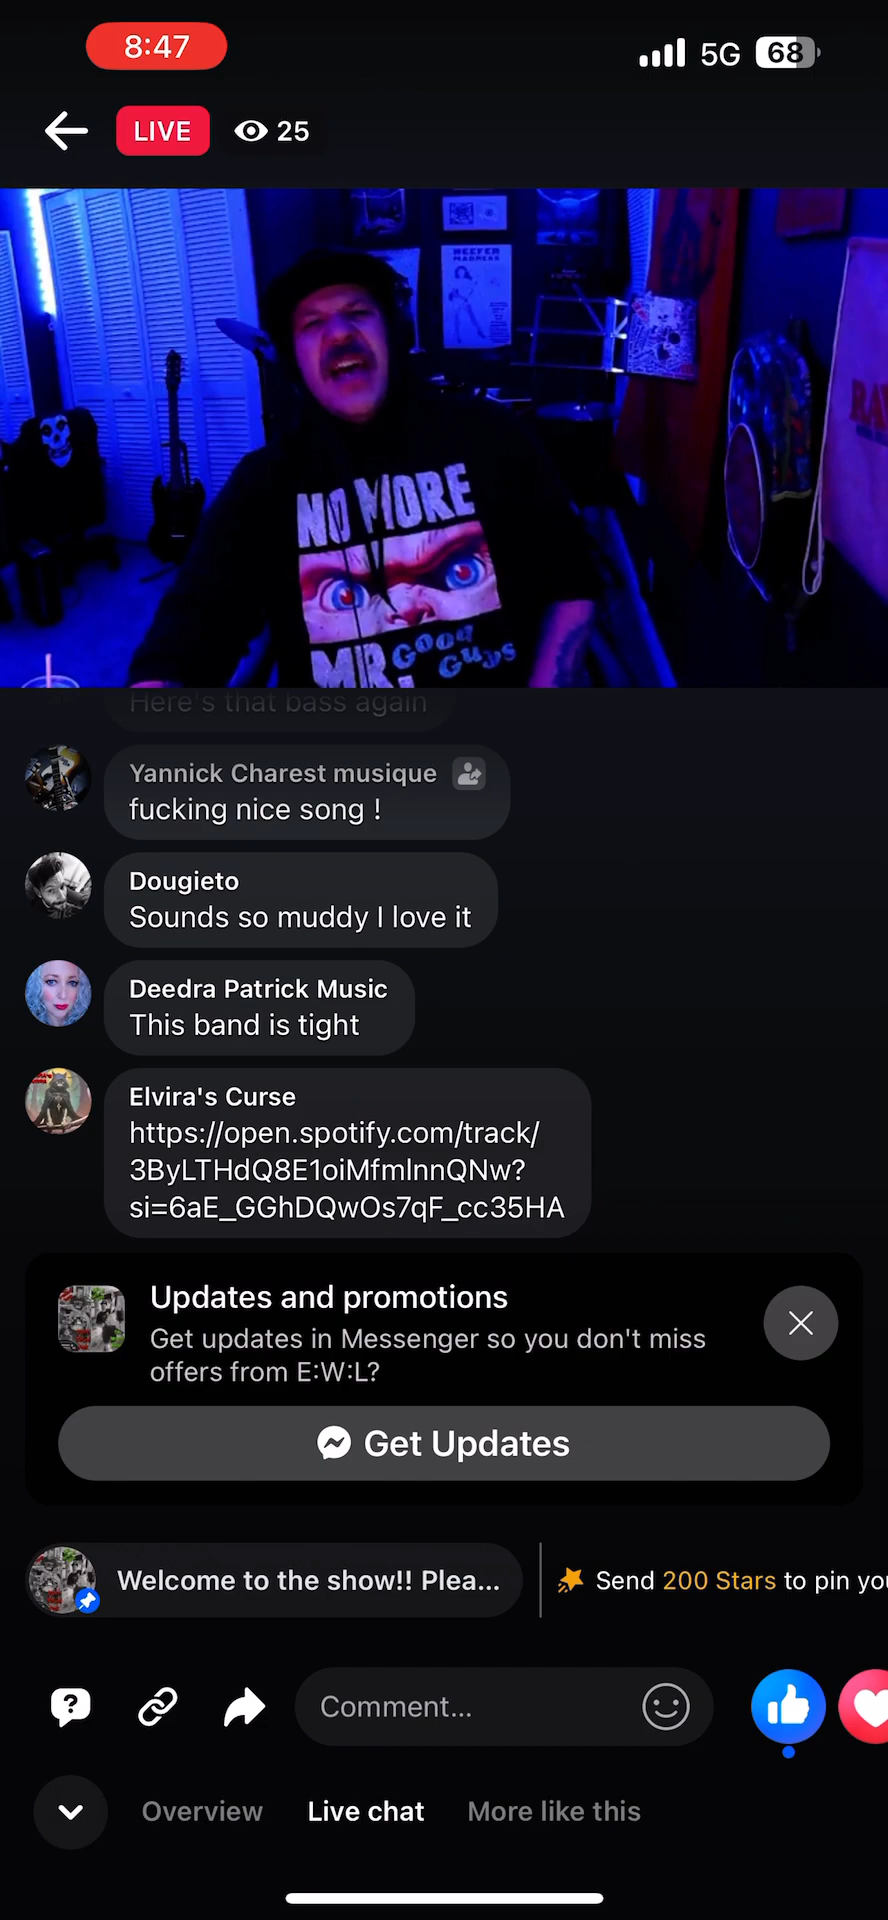 8:47
5G 68
LIVE 25
REEFER
MADNESS
NO MORE
MR.
GOOD
GUYS
Here's that bass again
Yannick Charest musique
fucking nice song !
Dougieto
Sounds so muddy I love it
Deedra Patrick Music
This band is tight
Elvira's Curse
https://open.spotify.com/track/
3ByLTHdQ8E1oiMfmlnnQNw?
si=6aE_GGhDQwOs7qF_cc35HA
Updates and promotions
Get updates in Messenger so you don't miss
offers from E:W:L?
Get Updates
Welcome to the show!! Plea...
Send 200 Stars to pin you
Comment...
Overview Live chat More like this